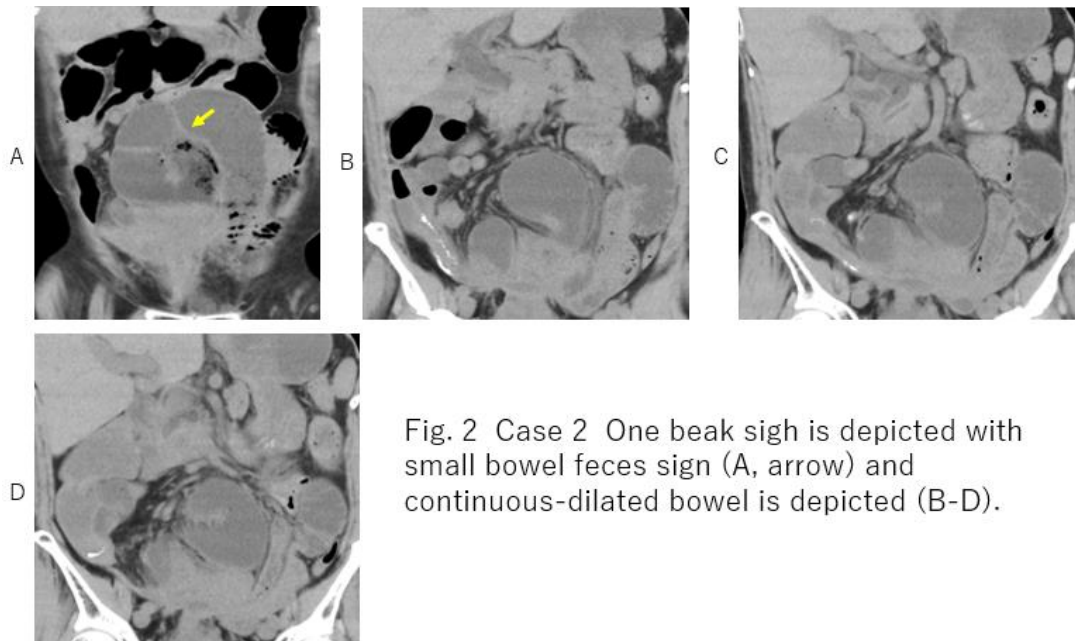 A
B
C
D
Fig. 2 Case 2 One beak sigh is depicted with
small bowel feces sign (A, arrow) and
continuous-dilated bowel is depicted (B-D).